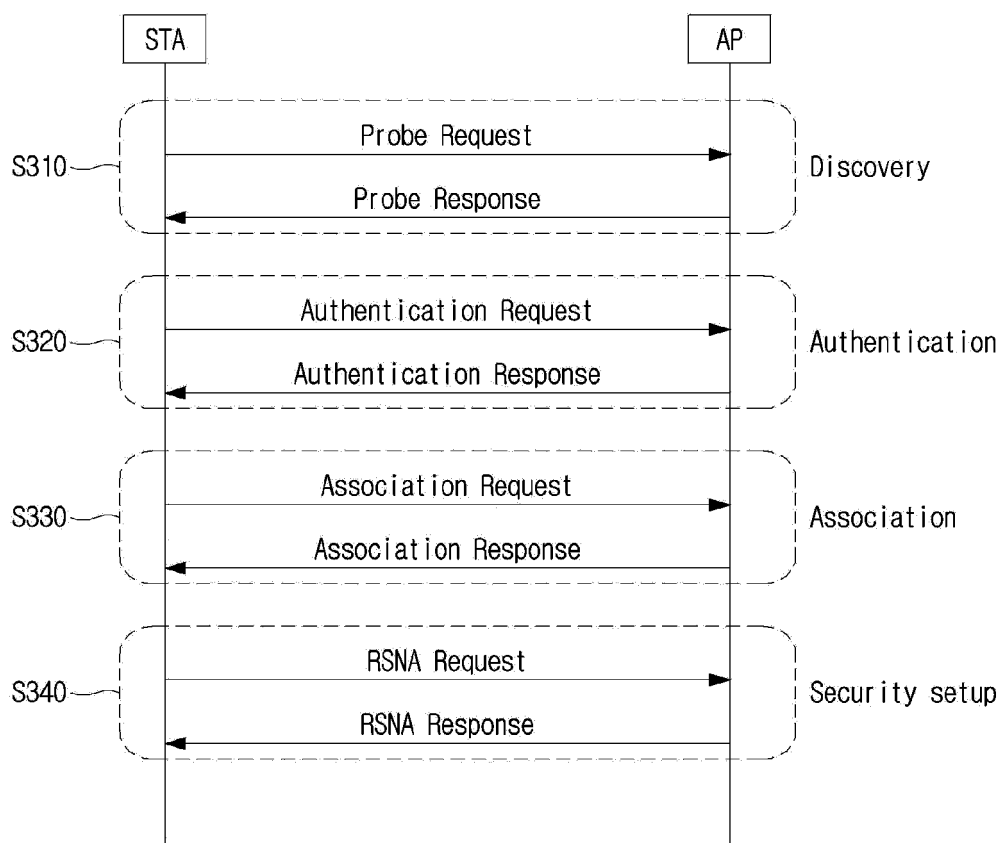 STA
AP
Probe Request
S310
Discovery
Probe Response
Authentication Request
S320
Authentication
Authentication Response
Association Request
S330
Association
Association Response
RSNA Request
S340
Security setup
RSNA Response